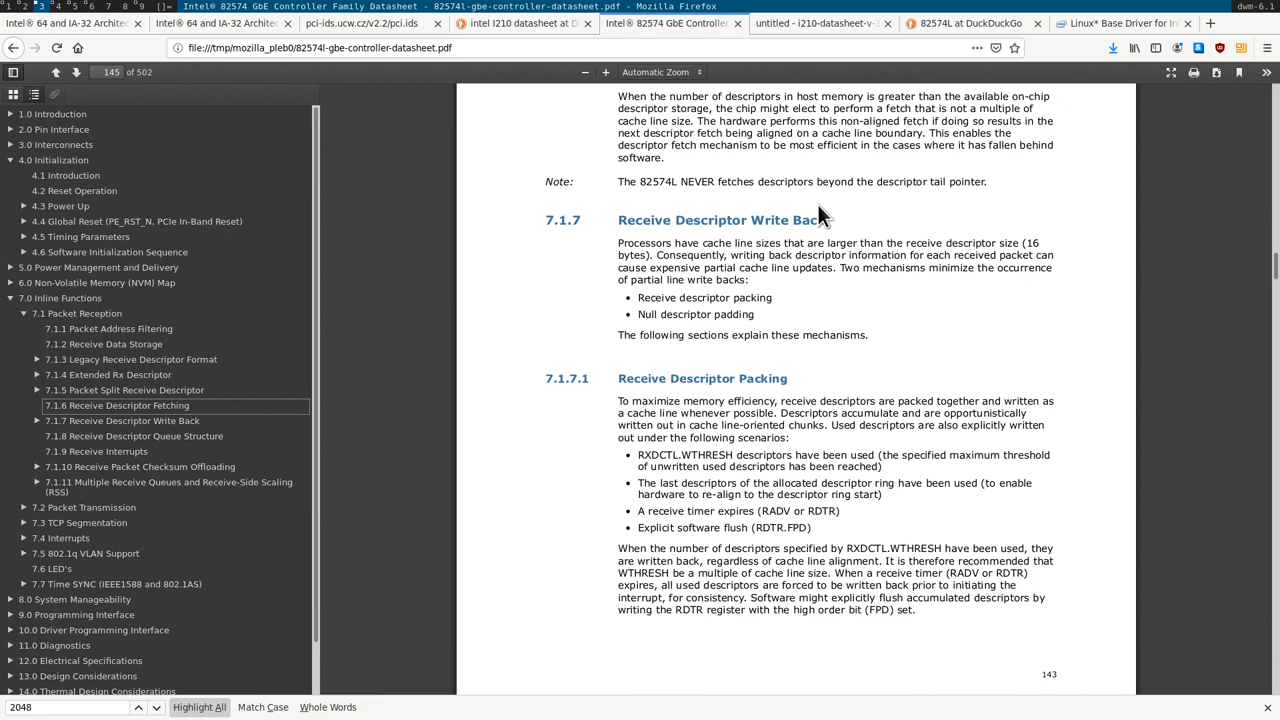 1 2 3 4 5 6 7 8 9 []= Intel® 82574 GbE Controller Family Datasheet - 82574l-gbe-controller-datasheet.pdf - Mozilla Firefox dwm-6.1
Intel® 64 and IA-32 Architec Intel® 64 and IA-32 Architec pci-ids.ucw.cz/v2.2/pci.ids intel I210 datasheet at D Intel® 82574 GbE Controller untitled - i210-datasheet-v-3 82574L at DuckDuckGo Linux* Base Driver for Int
file:///tmp/mozilla_pleb0/82574l-gbe-controller-datasheet.pdf
145 of 502 Automatic Zoom
1.0 Introduction
2.0 Pin Interface
3.0 Interconnects
4.0 Initialization
4.1 Introduction
4.2 Reset Operation
4.3 Power Up
4.4 Global Reset (PE_RST_N, PCIe In-Band Reset)
4.5 Timing Parameters
4.6 Software Initialization Sequence
5.0 Power Management and Delivery
6.0 Non-Volatile Memory (NVM) Map
7.0 Inline Functions
7.1 Packet Reception
7.1.1 Packet Address Filtering
7.1.2 Receive Data Storage
7.1.3 Legacy Receive Descriptor Format
7.1.4 Extended Rx Descriptor
7.1.5 Packet Split Receive Descriptor
7.1.6 Receive Descriptor Fetching
7.1.7 Receive Descriptor Write Back
7.1.8 Receive Descriptor Queue Structure
7.1.9 Receive Interrupts
7.1.10 Receive Packet Checksum Offloading
7.1.11 Multiple Receive Queues and Receive-Side Scaling
(RSS)
7.2 Packet Transmission
7.3 TCP Segmentation
7.4 Interrupts
7.5 802.1q VLAN Support
7.6 LED's
7.7 Time SYNC (IEEE1588 and 802.1AS)
8.0 System Manageability
9.0 Programming Interface
10.0 Driver Programming Interface
11.0 Diagnostics
12.0 Electrical Specifications
13.0 Design Considerations
14.0 Thermal Design Considerations
When the number of descriptors in host memory is greater than the available on-chip
descriptor storage, the chip might elect to perform a fetch that is not a multiple of
cache line size. The hardware performs this non-aligned fetch if doing so results in the
next descriptor fetch being aligned on a cache line boundary. This enables the
descriptor fetch mechanism to be most efficient in the cases where it has fallen behind
software.
Note: The 82574L NEVER fetches descriptors beyond the descriptor tail pointer.
7.1.7 Receive Descriptor Write Bac
Processors have cache line sizes that are larger than the receive descriptor size (16
bytes). Consequently, writing back descriptor information for each received packet can
cause expensive partial cache line updates. Two mechanisms minimize the occurrence
of partial line write backs:
• Receive descriptor packing
• Null descriptor padding
The following sections explain these mechanisms.
7.1.7.1 Receive Descriptor Packing
To maximize memory efficiency, receive descriptors are packed together and written as
a cache line whenever possible. Descriptors accumulate and are opportunistically
written out in cache line-oriented chunks. Used descriptors are also explicitly written
out under the following scenarios:
• RXDCTL.WTHRESH descriptors have been used (the specified maximum threshold
of unwritten used descriptors has been reached)
• The last descriptors of the allocated descriptor ring have been used (to enable
hardware to re-align to the descriptor ring start)
• A receive timer expires (RADV or RDTR)
• Explicit software flush (RDTR.FPD)
When the number of descriptors specified by RXDCTL.WTHRESH have been used, they
are written back, regardless of cache line alignment. It is therefore recommended that
WTHRESH be a multiple of cache line size. When a receive timer (RADV or RDTR)
expires, all used descriptors are forced to be written back prior to initiating the
interrupt, for consistency. Software might explicitly flush accumulated descriptors by
writing the RDTR register with the high order bit (FPD) set.
143
2048 Highlight All Match Case Whole Words